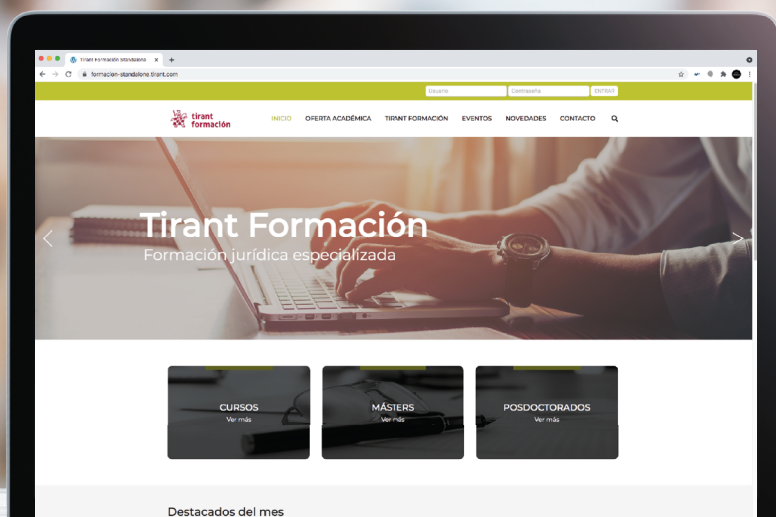 Tirant Formación Standalone
formacion-standalone.tirant.com
Usuario
Contraseña
ENTRAR
tirant
formación
INICIO OFERTA ACADÉMICA TIRANT FORMACIÓN EVENTOS NOVEDADES CONTACTO
Tirant Formación
Formación jurídica especializada
CURSOS
Ver más
MÁSTERS
Ver más
POSDOCTORADOS
Ver más
Destacados del mes